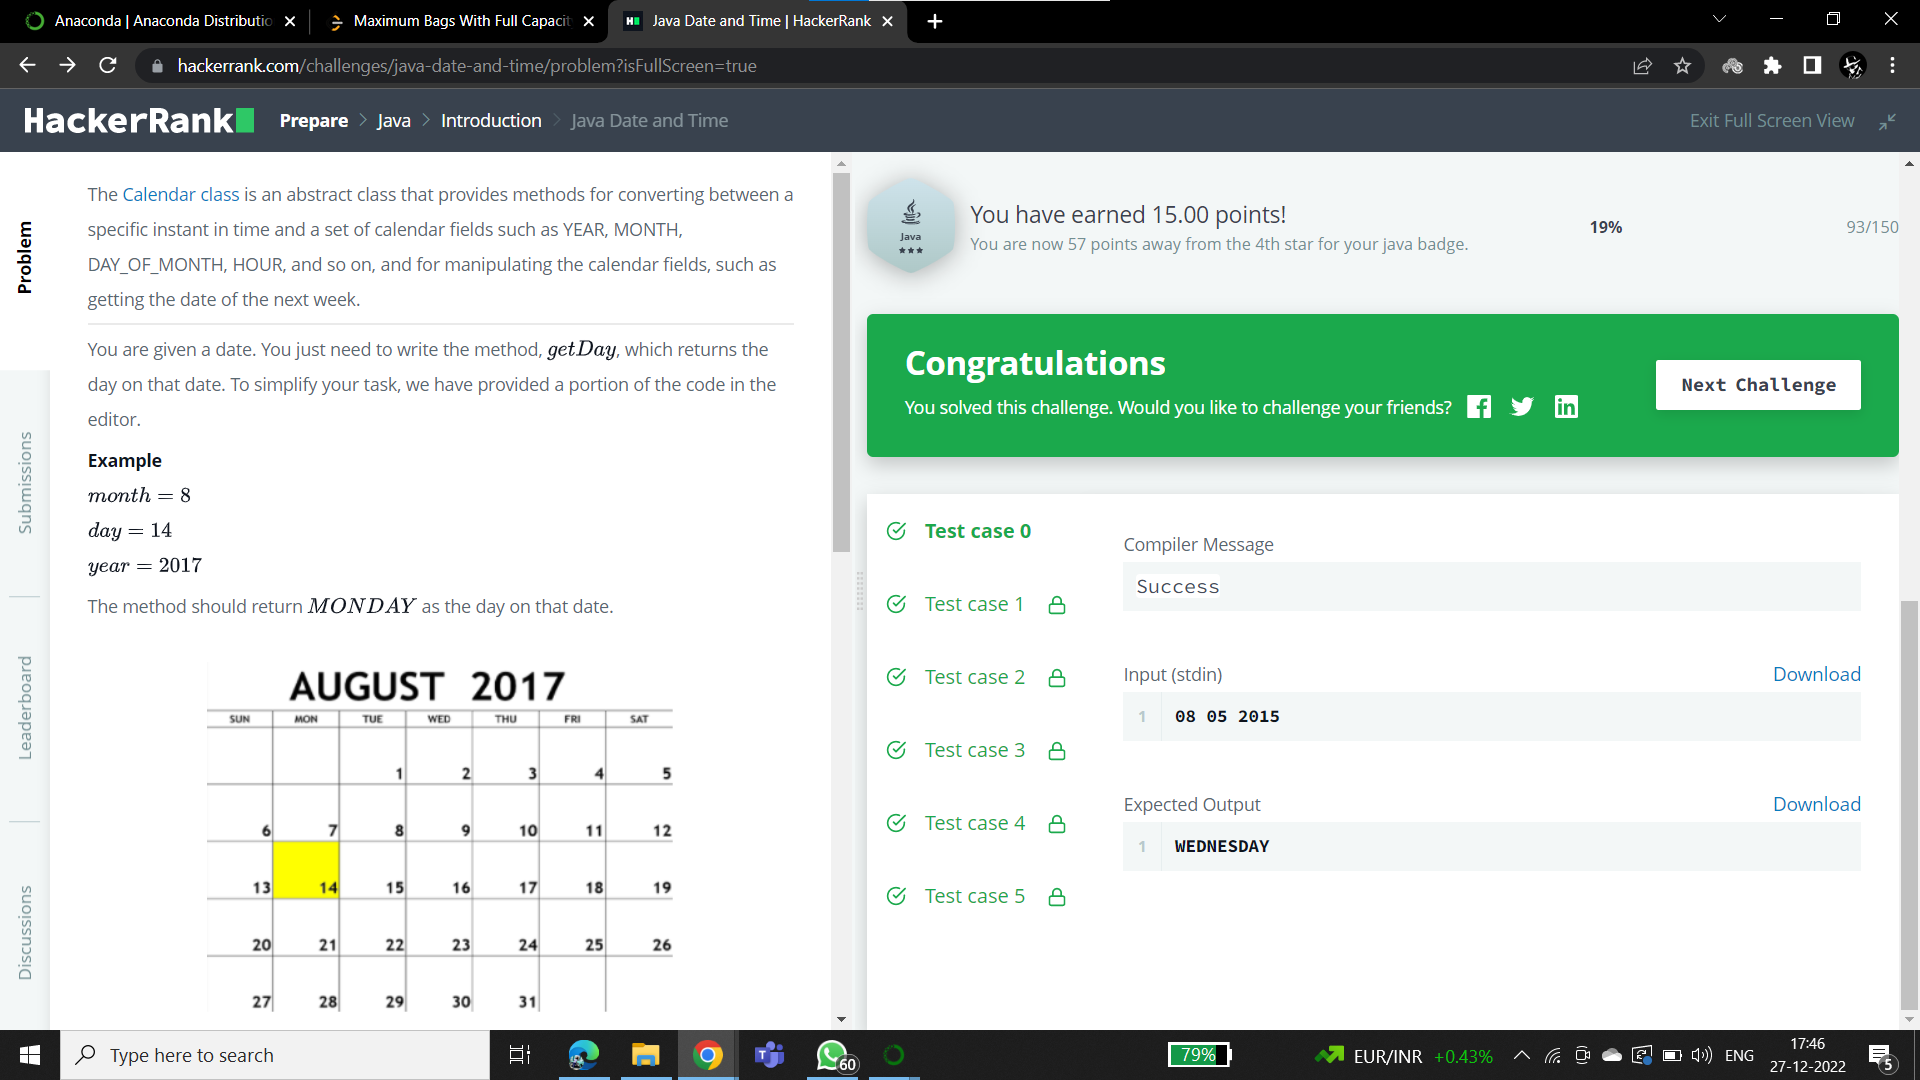 Anaconda | Anaconda Distributio
Maximum Bags With Full Capacit
Java Date and Time | HackerRank
hackerrank.com/challenges/java-date-and-time/problem?isFullScreen=true
HackerRank
Prepare > Java > Introduction > Java Date and Time
Exit Full Screen View
Problem
Submissions
Leaderboard
Discussions
The Calendar class is an abstract class that provides methods for converting between a
specific instant in time and a set of calendar fields such as YEAR, MONTH,
DAY_OF_MONTH, HOUR, and so on, and for manipulating the calendar fields, such as
getting the date of the next week.
You are given a date. You just need to write the method, getDay, which returns the
day on that date. To simplify your task, we have provided a portion of the code in the
editor.
Example
month = 8
day = 14
year = 2017
The method should return MONDAY as the day on that date.
AUGUST 2017
SUN MON TUE WED THU FRI SAT
1 2 3 4 5
6 7 8 9 10 11 12
13 14 15 16 17 18 19
20 21 22 23 24 25 26
27 28 29 30 31
Java
You have earned 15.00 points!
You are now 57 points away from the 4th star for your java badge.
19%
93/150
Congratulations
You solved this challenge. Would you like to challenge your friends?
Next Challenge
Test case 0
Test case 1
Test case 2
Test case 3
Test case 4
Test case 5
Compiler Message
Success
Input (stdin)
Download
1 08 05 2015
Expected Output
Download
1 WEDNESDAY
Type here to search
60
79%
EUR/INR +0.43%
ENG
17:46
27-12-2022
5